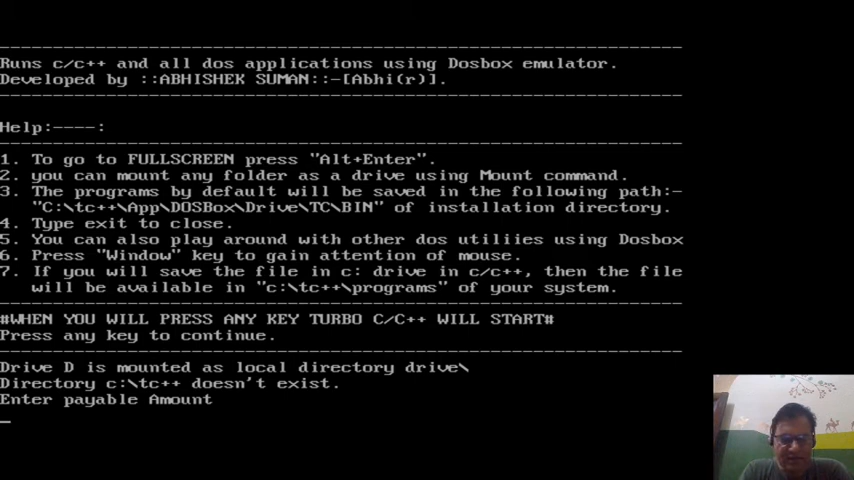 Runs c/c++ and all dos applications using Dosbox emulator.
Developed by ::ABHISHEK SUMAN::-[Abhi(r)].
Help:----:
1. To go to FULLSCREEN press "Alt+Enter".
2. you can mount any folder as a drive using Mount command.
3. The programs by default will be saved in the following path:-
"C:\tc++\App\DOSBox\Drive\TC\BIN" of installation directory.
4. Type exit to close.
5. You can also play around with other dos utiliies using Dosbox
6. Press "Window" key to gain attention of mouse.
7. If you will save the file in c: drive in c/c++, then the file
will be available in "c:\tc++\programs" of your system.
#WHEN YOU WILL PRESS ANY KEY TURBO C/C++ WILL START#
Press any key to continue.
Drive D is mounted as local directory drive\
Directory c:\tc++ doesn't exist.
Enter payable Amount